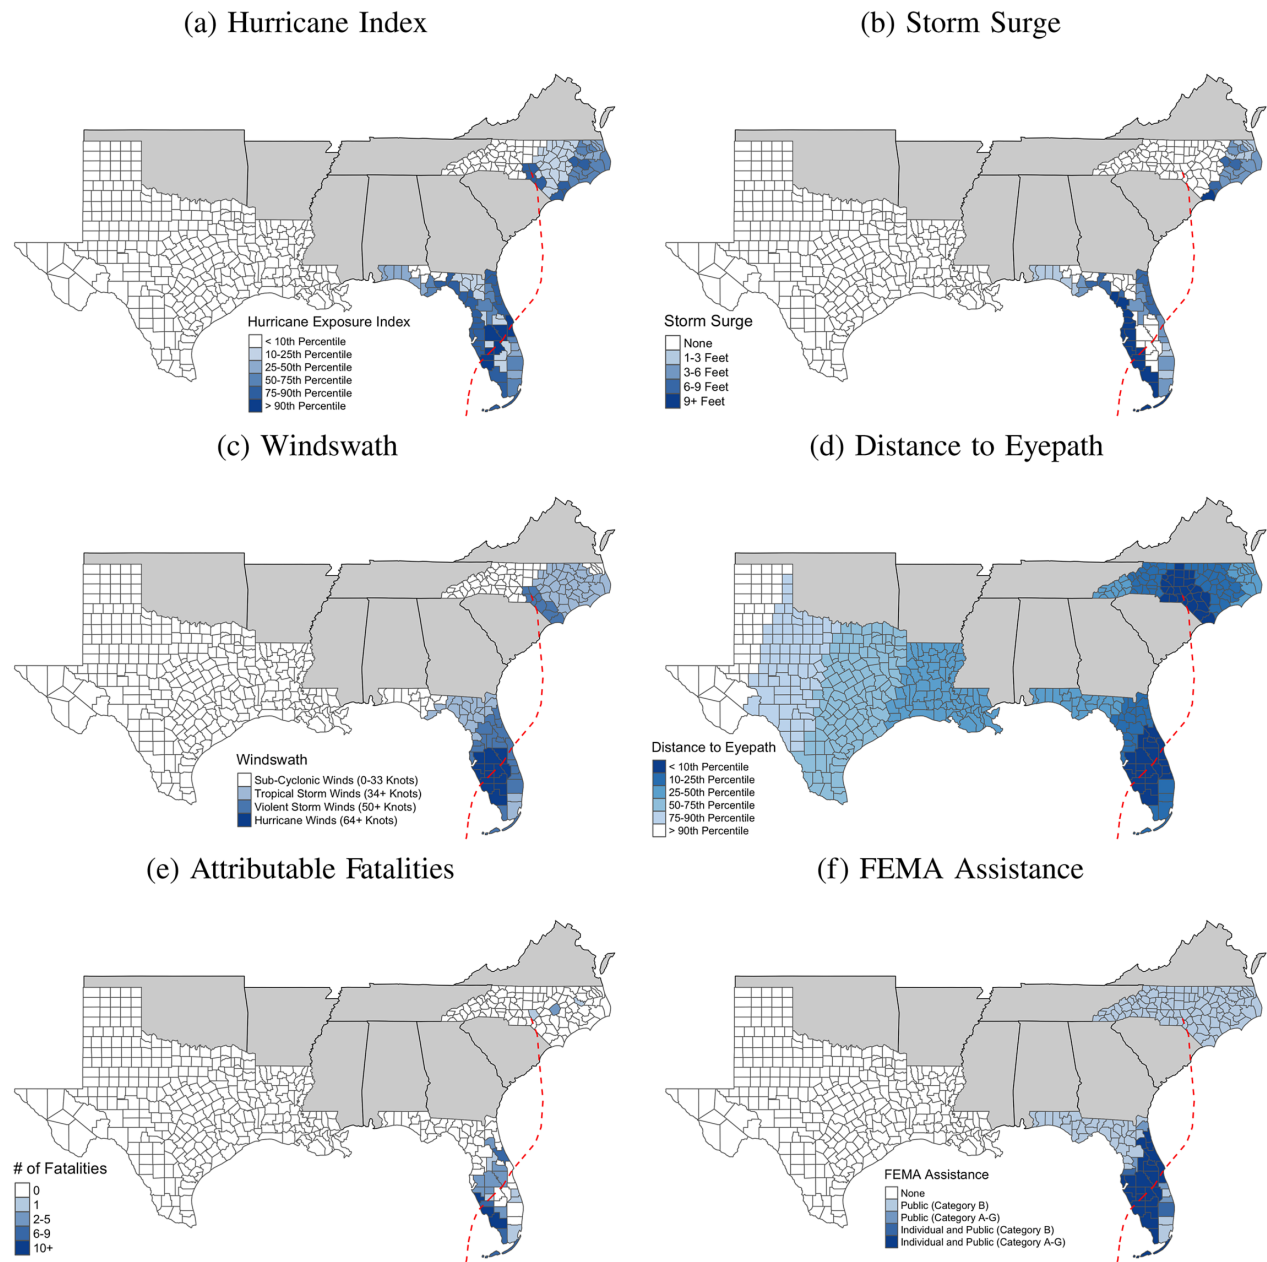 (a) Hurricane Index
(b) Storm Surge
Hurricane Exposure Index
< 10th Percentile
10-25th Percentile
25-50th Percentile
50-75th Percentile
75-90th Percentile
> 90th Percentile
Storm Surge
None
1-3 Feet
3-6 Feet
6-9 Feet
9+ Feet
(c) Windswath
(d) Distance to Eyepath
Windswath
Sub-Cyclonic Winds (0-33 Knots)
Tropical Storm Winds (34+ Knots)
Violent Storm Winds (50+ Knots)
Hurricane Winds (64+ Knots)
Distance to Eyepath
< 10th Percentile
10-25th Percentile
25-50th Percentile
50-75th Percentile
75-90th Percentile
> 90th Percentile
(e) Attributable Fatalities
(f) FEMA Assistance
# of Fatalities
0
1
2-5
6-9
10+
FEMA Assistance
None
Public (Category B)
Public (Category A-G)
Individual and Public (Category B)
Individual and Public (Category A-G)